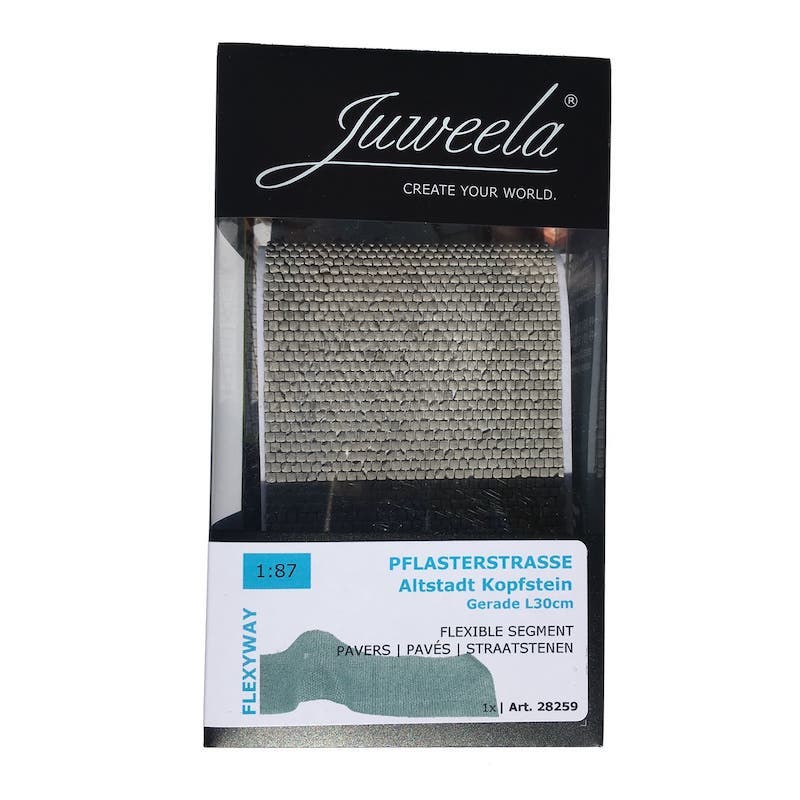 Juweela ®
CREATE YOUR WORLD.
1:87
PFLASTERSTRASSE
Altstadt Kopfstein
Gerade L30cm
FLEXYWAY
FLEXIBLE SEGMENT
PAVERS | PAVÉS | STRAATSTENEN
1x | Art. 28259